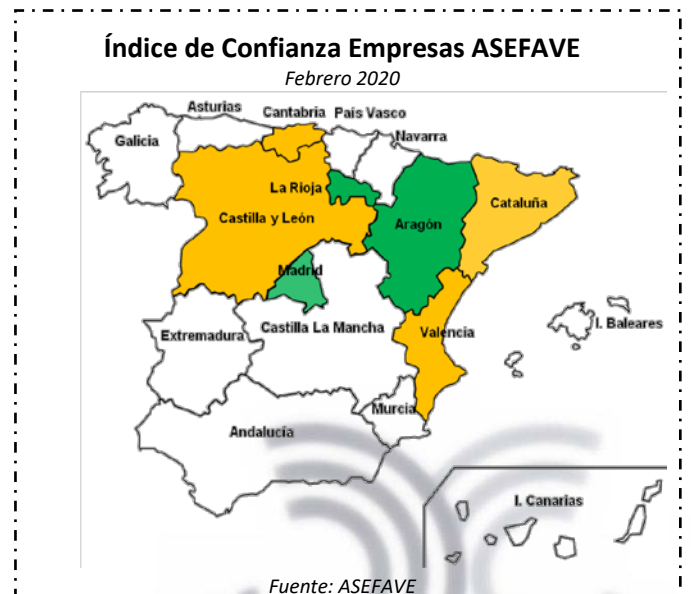 Índice de Confianza Empresas ASEFAVE
Febrero 2020
Asturias
Cantabria
País Vasco
Galicia
Navarra
La Rioja
Cataluña
Castilla y León
Aragón
Madrid
I. Baleares
Extremadura
Castilla La Mancha
Valencia
Murcia
Andalucía
I. Canarias
Fuente: ASEFAVE